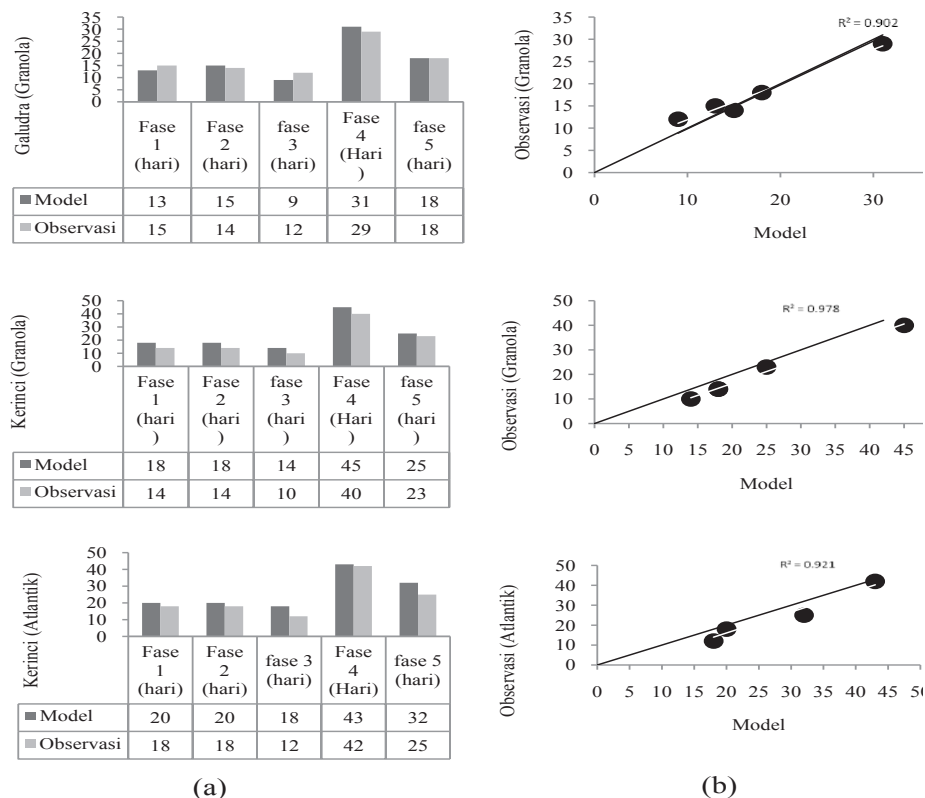 Galudra (Granola)
35
30
25
20
15
10
5
0
Fase 1 (hari)
Fase 2 (hari)
fase 3 (hari)
Fase 4 (Hari )
fase 5 (hari)
Model 13 15 9 31 18
Observasi 15 14 12 29 18
Observasi (Granola)
35
30
25
20
15
10
5
0
R² = 0.902
0 10 20 30
Model
Kerinci (Granola)
50
40
30
20
10
0
Fase 1 (hari )
Fase 2 (hari )
fase 3 (hari )
Fase 4 (Hari )
fase 5 (hari )
Model 18 18 14 45 25
Observasi 14 14 10 40 23
Observasi (Granola)
50
40
30
20
10
0
R² = 0.978
0 5 10 15 20 25 30 35 40 45
Model
Kerinci (Atlantik)
50
40
30
20
10
0
Fase 1 (hari)
Fase 2 (hari)
fase 3 (hari)
Fase 4 (Hari)
fase 5 (hari)
Model 20 20 18 43 32
Observasi 18 18 12 42 25
Observasi (Atlantik)
50
40
30
20
10
0
R² = 0.921
0 5 10 15 20 25 30 35 40 45
Model
(a)
(b)